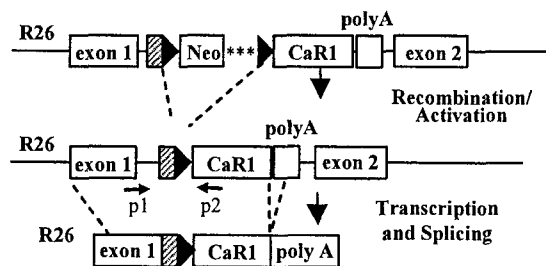 polyA
R26
exon 1
Neo
***
CaR1
exon 2
Recombination/
Activation
polyA
R26
exon 1
CaR1
exon 2
p1
p2
Transcription
and Splicing
R26
exon 1
CaR1
poly A